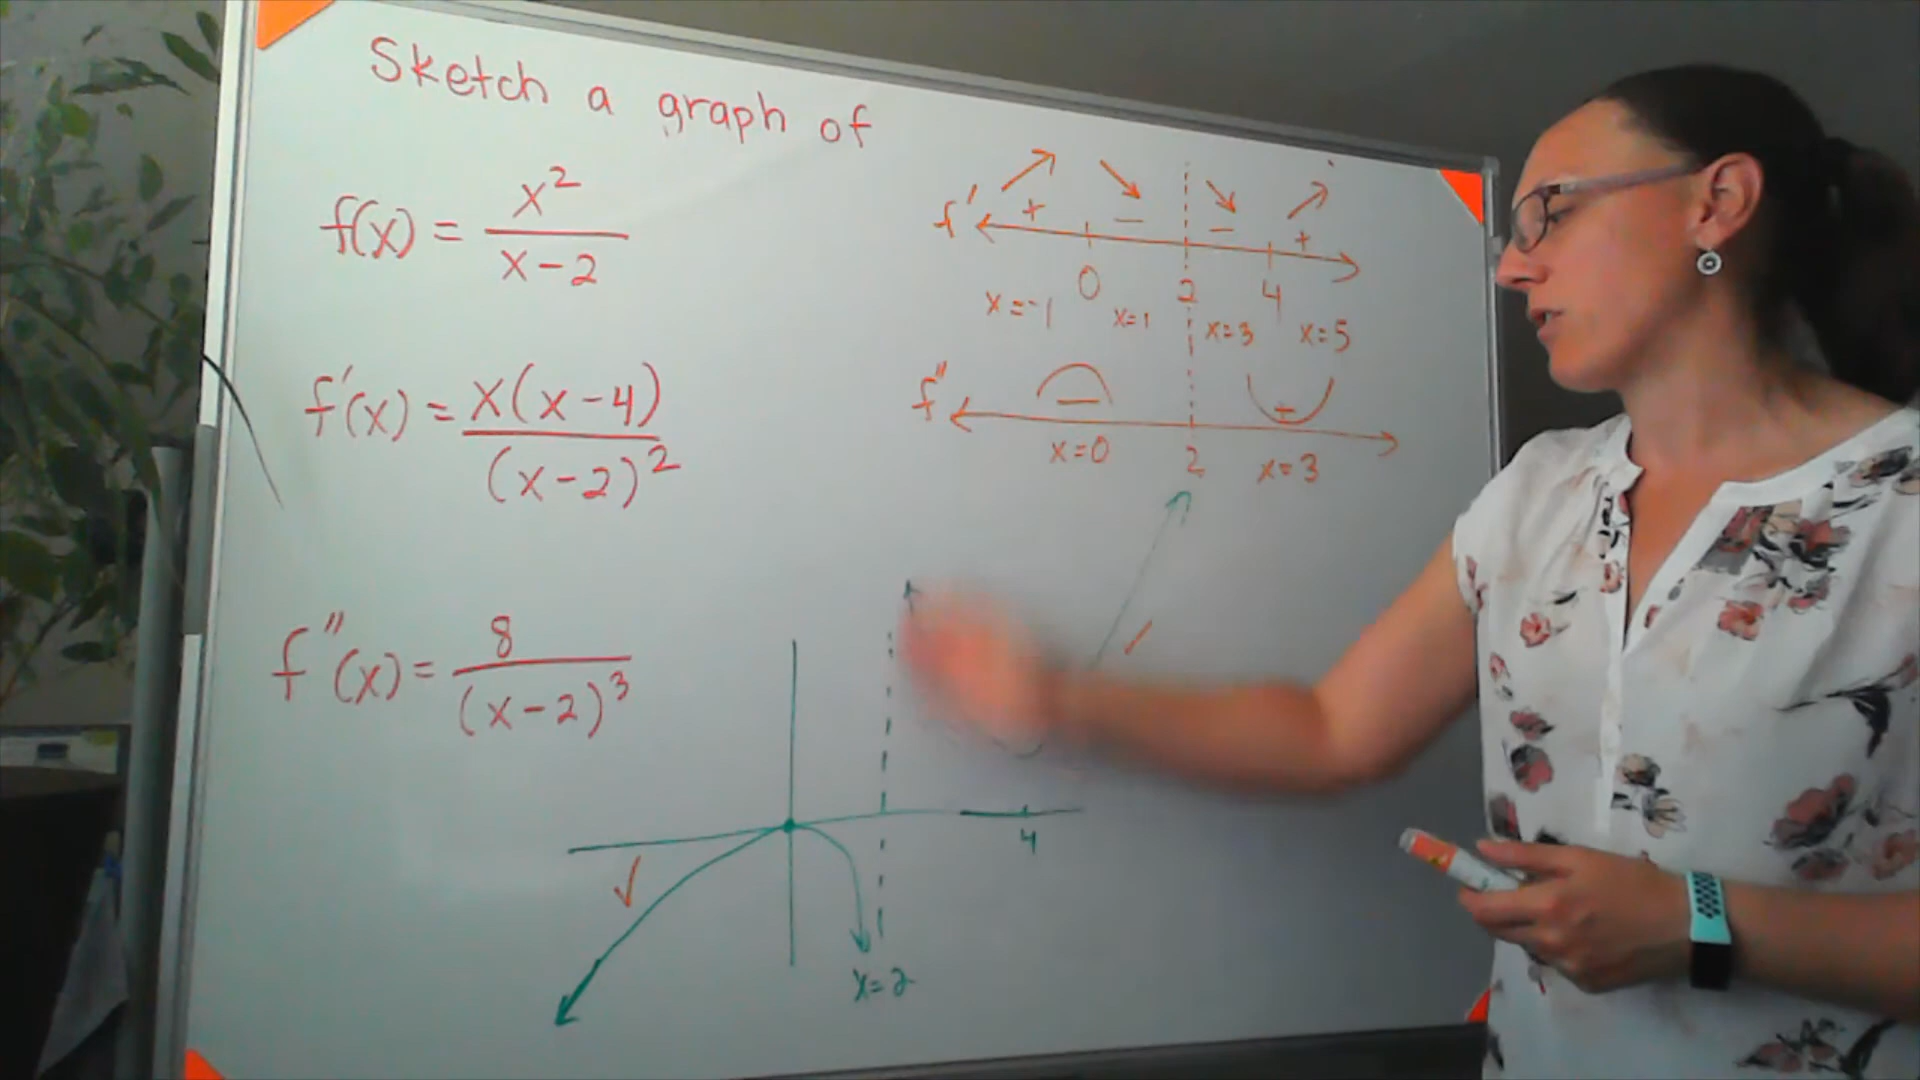 Sketch a graph of
f(x) = x²/(x-2)
f'(x) = x(x-4)/(x-2)²
f"(x) = 8/(x-2)³
f' + - - +
0 2 4
x=-1 x=1 x=3 x=5
f" - +
x=0 2 x=3
4
x=2